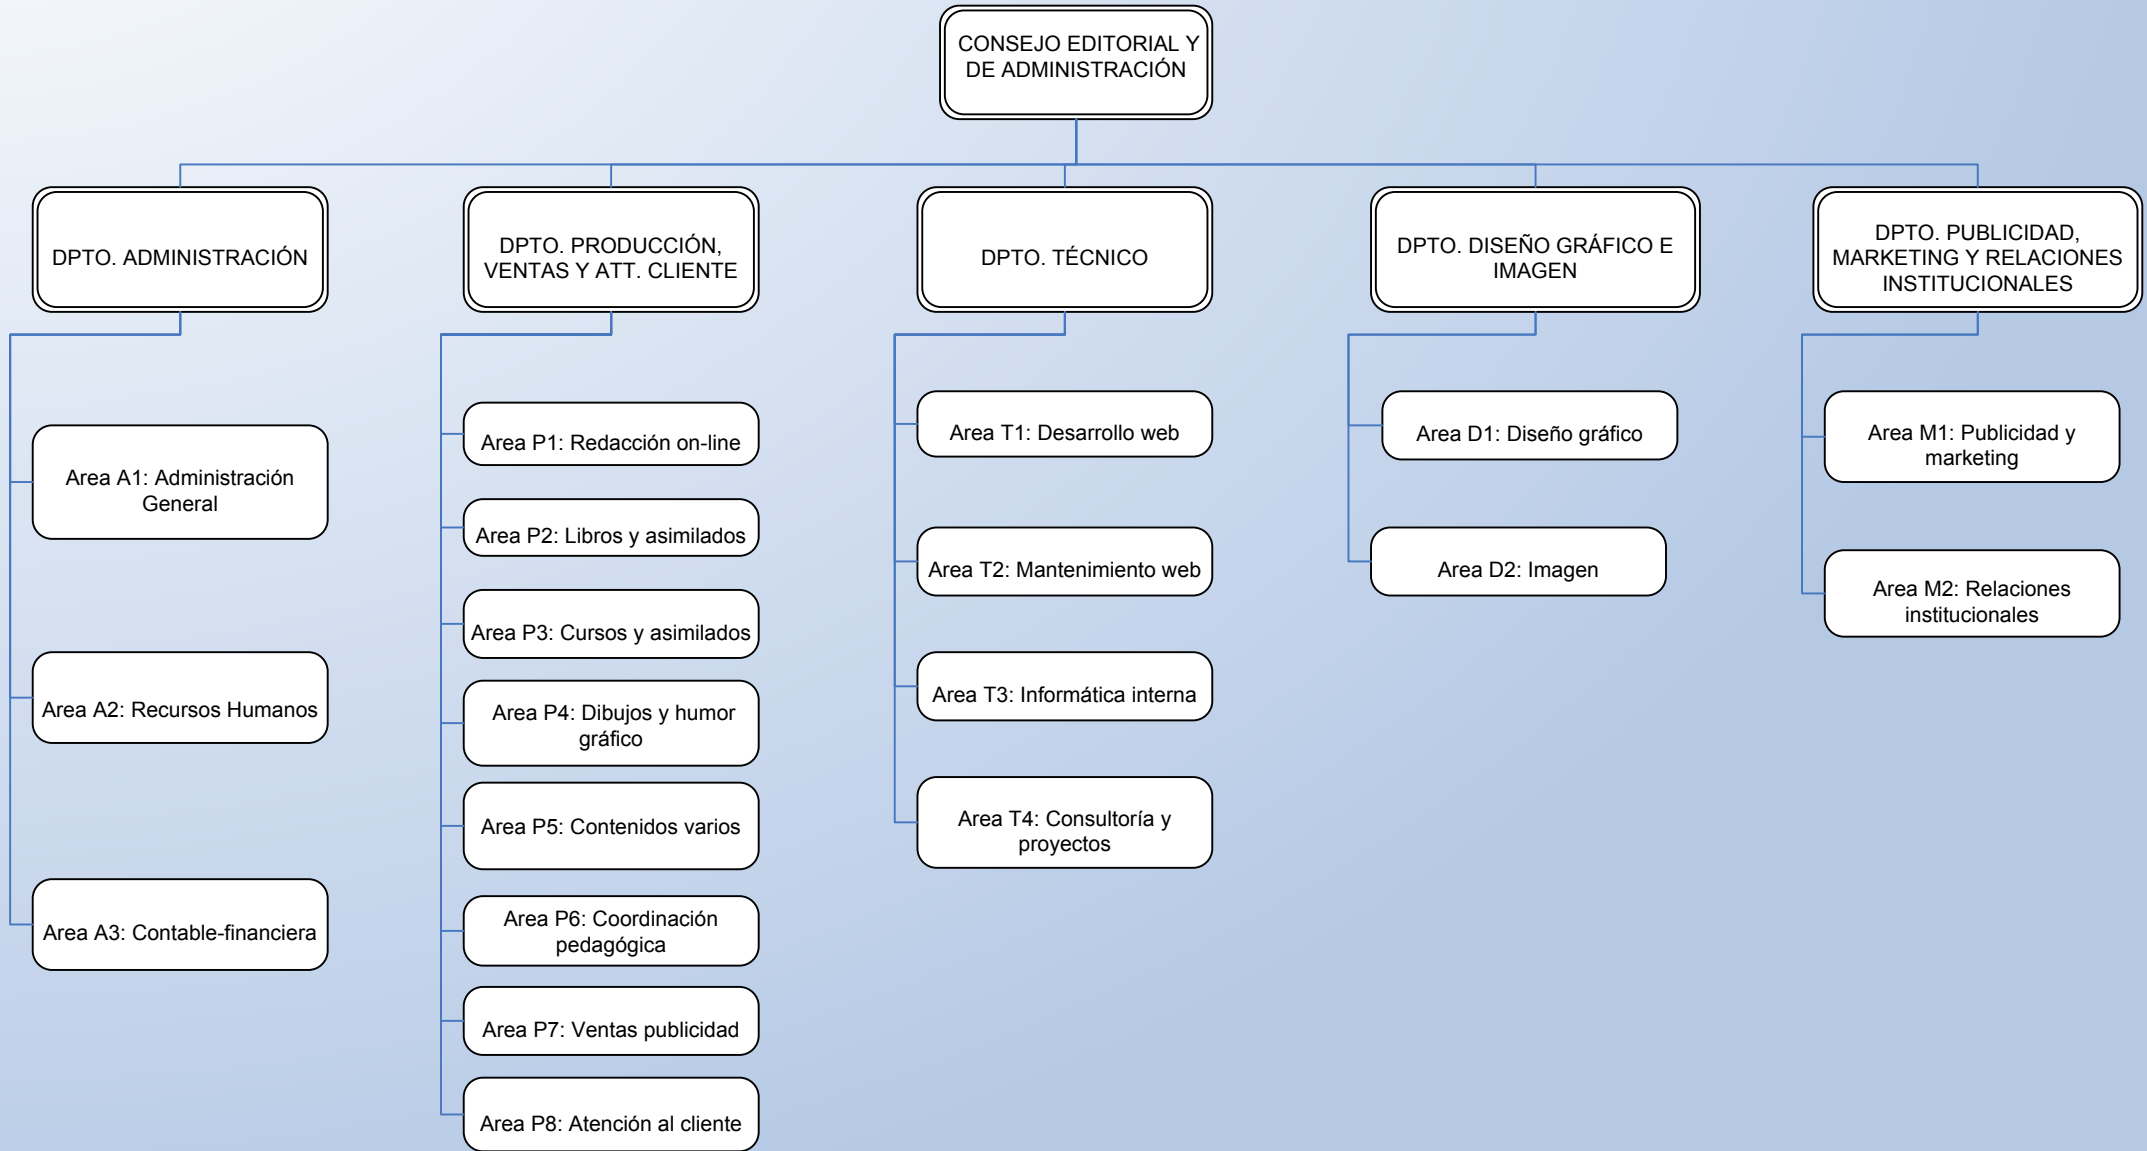 CONSEJO EDITORIAL Y
DE ADMINISTRACIÓN
DPTO. ADMINISTRACIÓN
DPTO. PRODUCCIÓN,
VENTAS Y ATT. CLIENTE
DPTO. TÉCNICO
DPTO. DISEÑO GRÁFICO E
IMAGEN
DPTO. PUBLICIDAD,
MARKETING Y RELACIONES
INSTITUCIONALES
Area A1: Administración
General
Area A2: Recursos Humanos
Area A3: Contable-financiera
Area P1: Redacción on-line
Area P2: Libros y asimilados
Area P3: Cursos y asimilados
Area P4: Dibujos y humor
gráfico
Area P5: Contenidos varios
Area P6: Coordinación
pedagógica
Area P7: Ventas publicidad
Area P8: Atención al cliente
Area T1: Desarrollo web
Area T2: Mantenimiento web
Area T3: Informática interna
Area T4: Consultoría y
proyectos
Area D1: Diseño gráfico
Area D2: Imagen
Area M1: Publicidad y
marketing
Area M2: Relaciones
institucionales